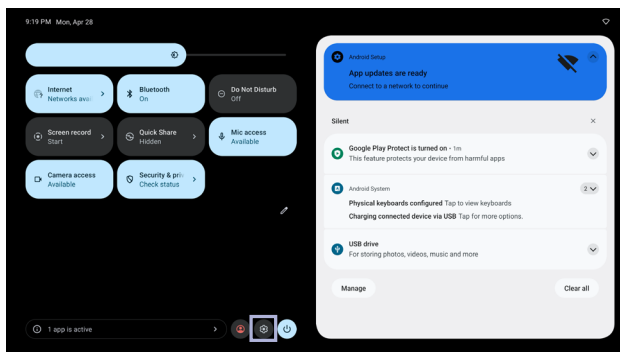 9:19 PM Mon, Apr 28
Internet
Networks avai
Bluetooth
On
Do Not Disturb
Off
Screen record
Start
Quick Share
Hidden
Mic access
Available
Camera access
Available
Security & priv
Check status
1 app is active
Android Setup
App updates are ready
Connect to a network to continue
Silent
Google Play Protect is turned on • 1m
This feature protects your device from harmful apps
Android System
2
Physical keyboards configured Tap to view keyboards
Charging connected device via USB Tap for more options.
USB drive
For storing photos, videos, music and more
Manage
Clear all